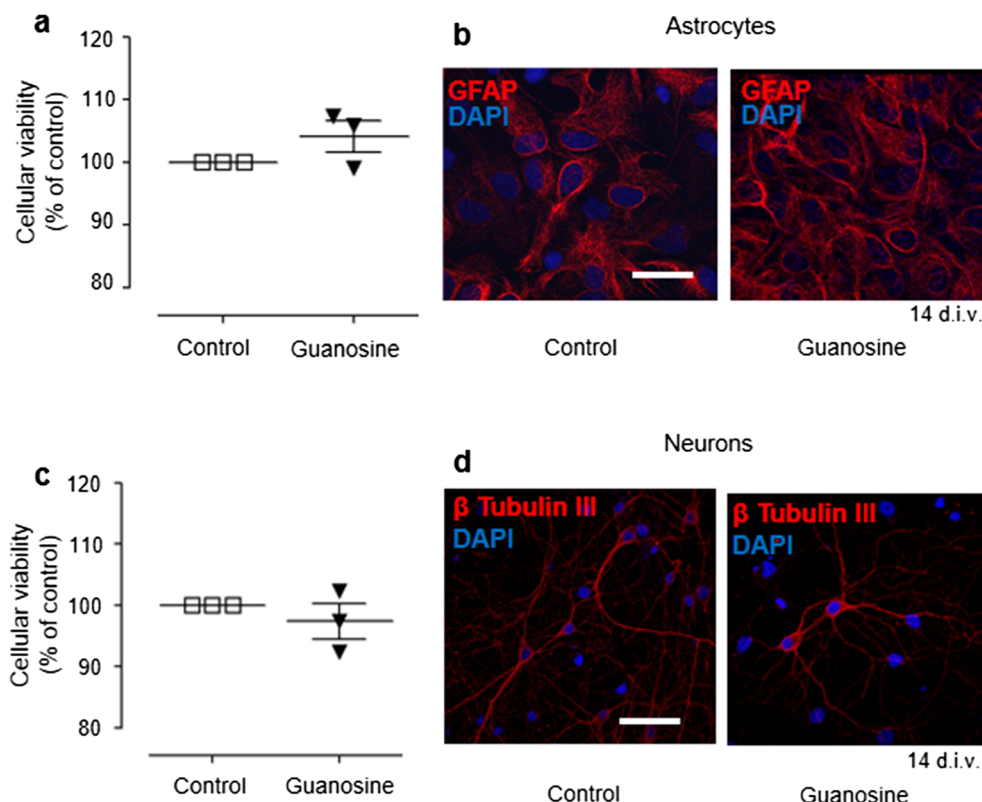 a
120
110
100
90
80
Cellular viability
(% of control)
Control
Guanosine
b
Astrocytes
GFAP
DAPI
GFAP
DAPI
14 d.i.v.
Control
Guanosine
c
120
110
100
90
80
Cellular viability
(% of control)
Control
Guanosine
d
Neurons
β Tubulin III
DAPI
β Tubulin III
DAPI
14 d.i.v.
Control
Guanosine